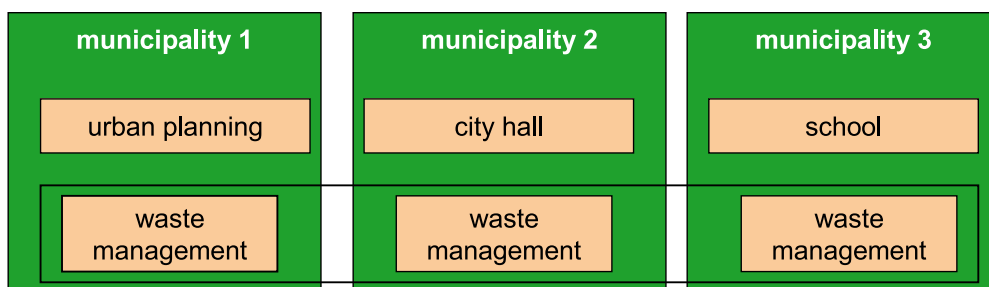 municipality 1
municipality 2
municipality 3
urban planning
city hall
school
waste
management
waste
management
waste
management